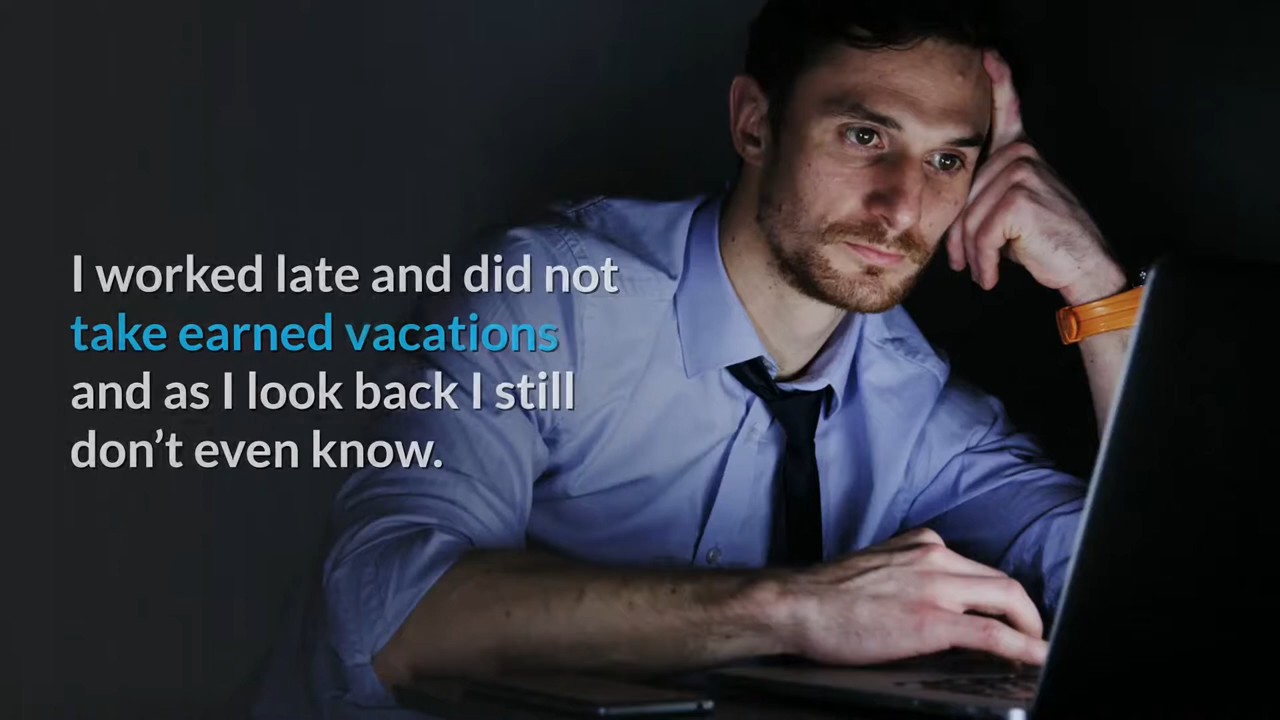 I worked late and did not
take earned vacations
and as I look back I still
don’t even know.